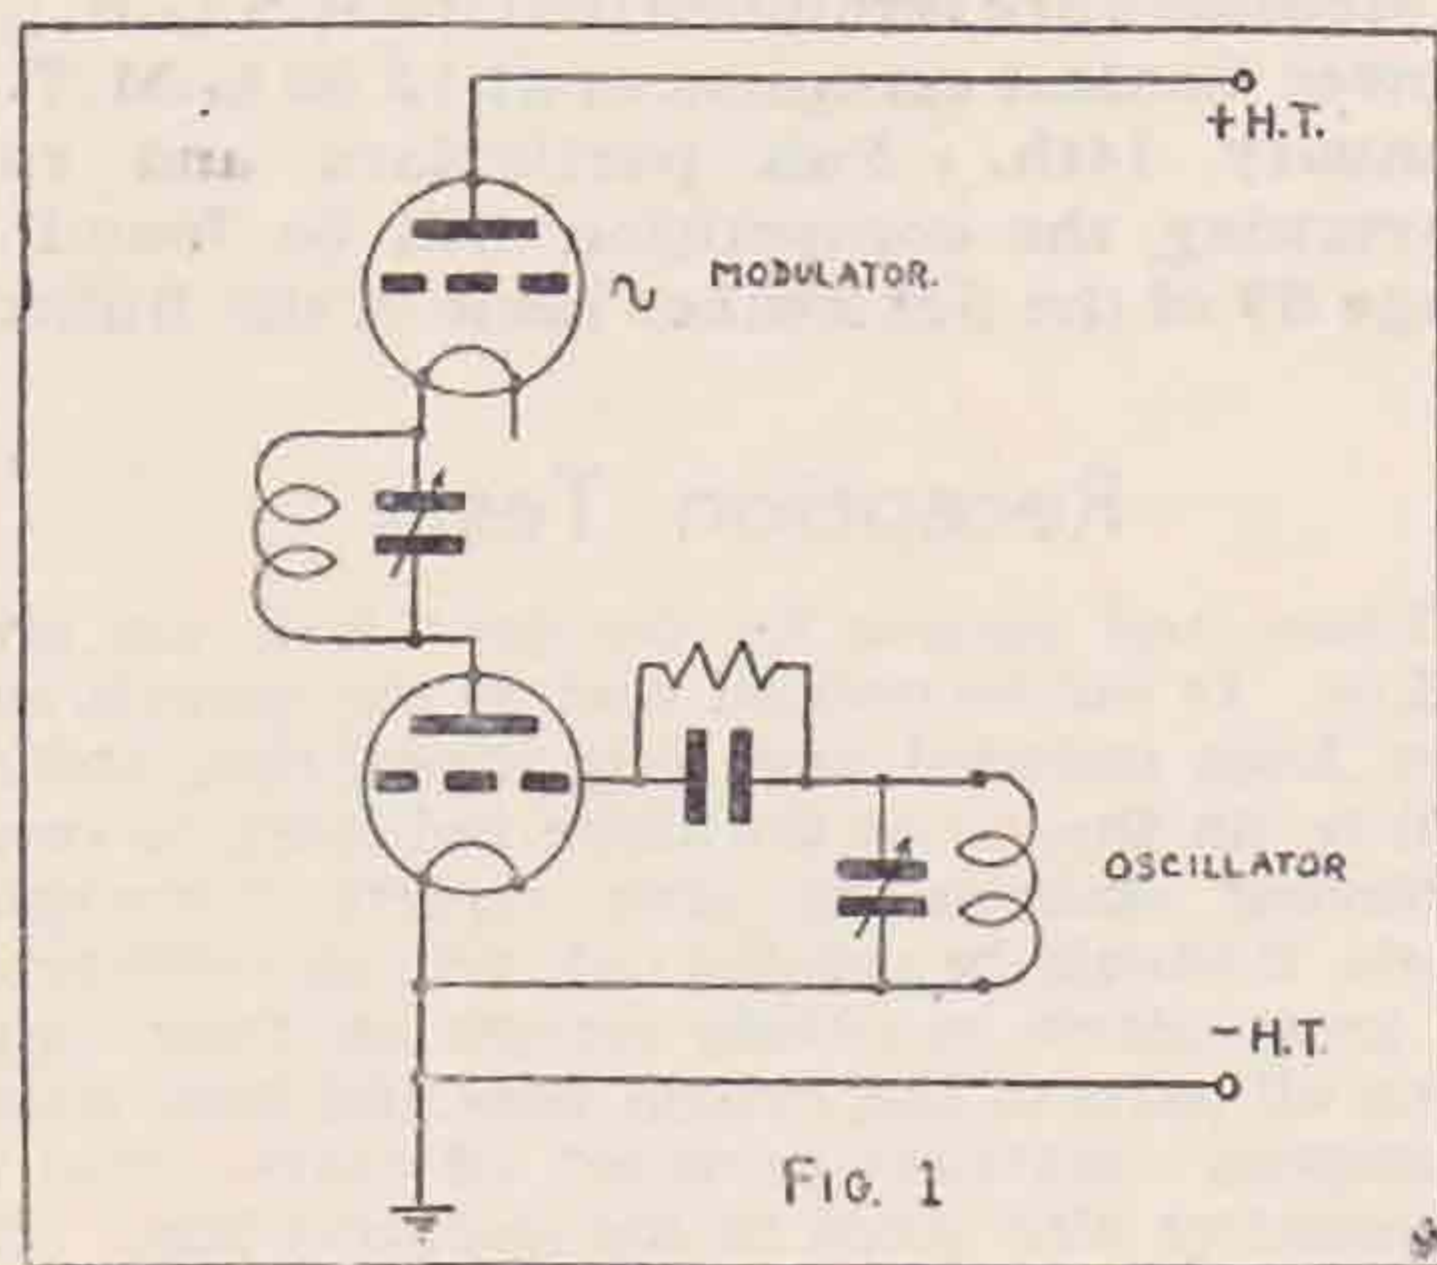 + H.T.
~ MODULATOR.
OSCILLATOR
- H.T.
FIG. 1